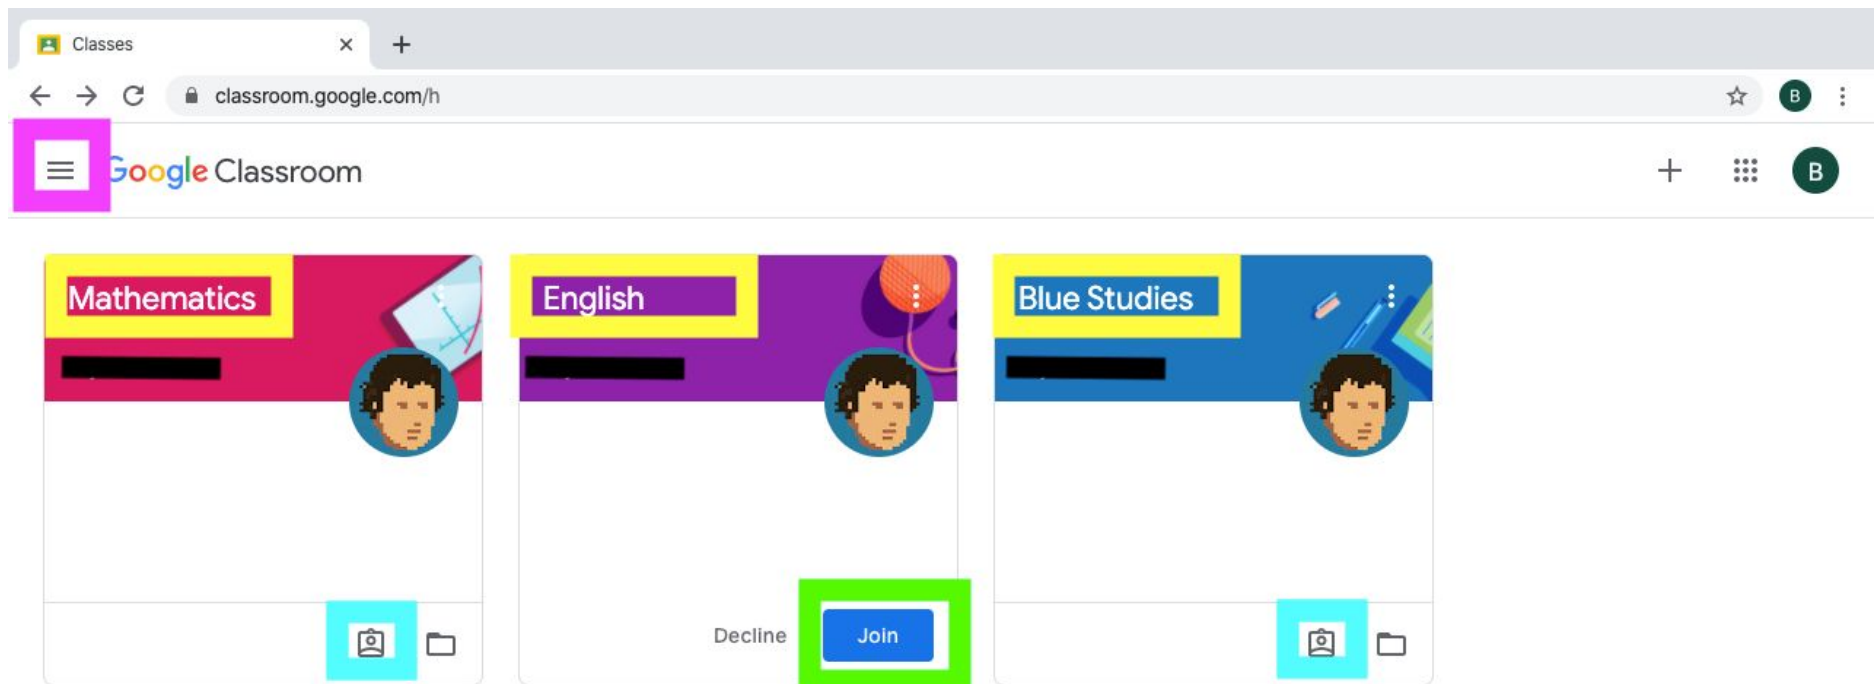 Classes
classroom.google.com/h
B
Google Classroom
B
Mathematics
English
Blue Studies
Decline
Join